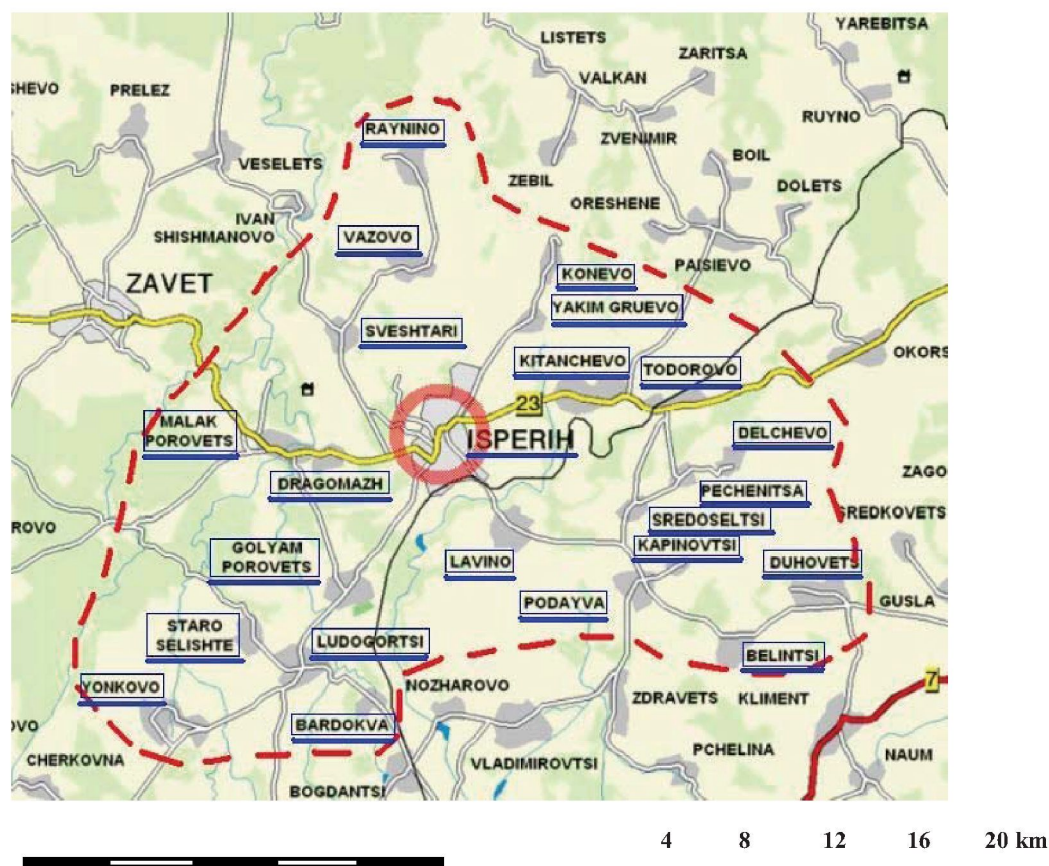 YAREBITSA
LISTETS
ZARITSA
VALKAN
SHEVO
PRELEZ
RUYNO
RAYNINO
ZVENIMIR
BOIL
VESELETS
ZEBIL
DOLETS
ORESHENE
IVAN
SHISHMANOVO
VAZOVO
PAISIEVO
KONEVO
ZAVET
YAKIM GRUEVO
SVESHTARI
OKORS
KITANCHEVO
TODOROVO
23
MALAK
POROVETS
ISPERIH
DELCHEVO
ZAGO
DRAGOMAZH
PECHENITSA
SREDKOVETS
SREDOSELTSI
ROVO
KAPINOVTSI
GOLYAM
POROVETS
LAVINO
DUHOVETS
PODAYVA
GUSLA
STARO
SELISHTE
LUDOGORTSI
BELINTSI
YONKOVO
NOZHAROVO
7
ZDRAVETS
KLIMENT
OVO
BARDOKVA
CHERKOVNA
PCHELINA
NAUM
VLADIMIROVTSI
BOGDANTSI
4 8 12 16 20 km